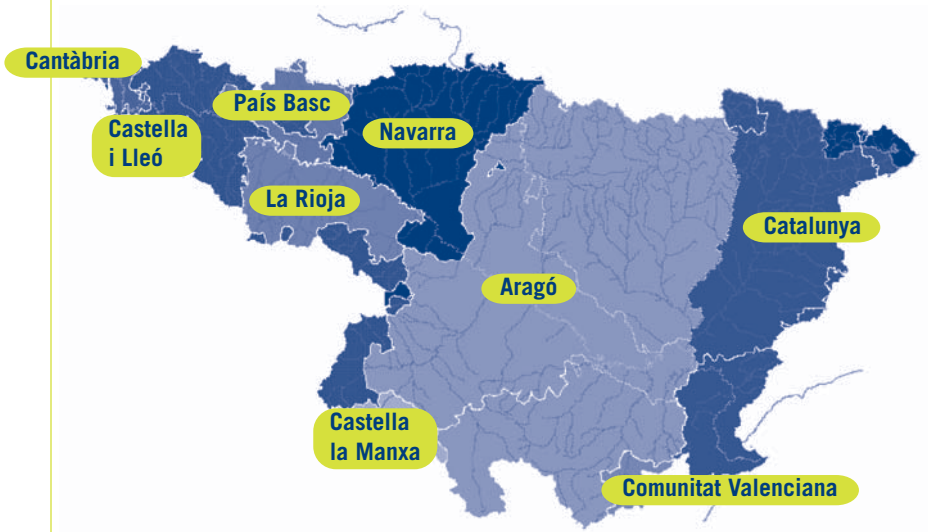 Cantàbria
País Basc
Castella
i Lleó
Navarra
La Rioja
Catalunya
Aragó
Castella
la Manxa
Comunitat Valenciana